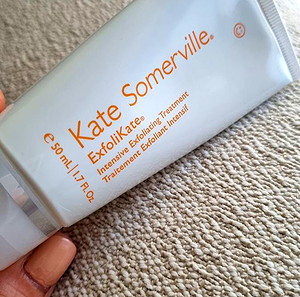 Kate Somerville®
ExfoliKate®
Intensive Exfoliating Treatment
Traitement Exfoliant Intensif
℮ 50 mL | 1.7 Fl. Oz.